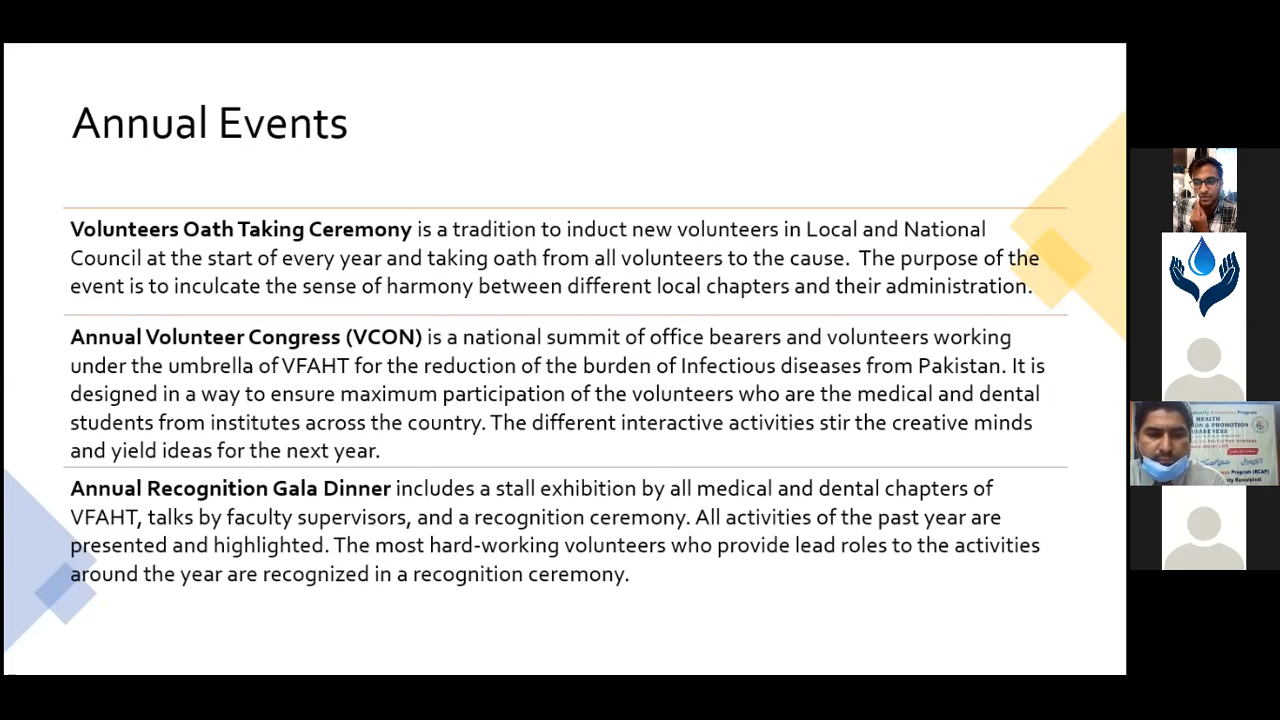 Annual Events
Volunteers Oath Taking Ceremony is a tradition to induct new volunteers in Local and National
Council at the start of every year and taking oath from all volunteers to the cause.  The purpose of the
event is to inculcate the sense of harmony between different local chapters and their administration.
Annual Volunteer Congress (VCON) is a national summit of office bearers and volunteers working
under the umbrella of VFAHT for the reduction of the burden of Infectious diseases from Pakistan. It is
designed in a way to ensure maximum participation of the volunteers who are the medical and dental
students from institutes across the country. The different interactive activities stir the creative minds
and yield ideas for the next year.
Annual Recognition Gala Dinner includes a stall exhibition by all medical and dental chapters of
VFAHT, talks by faculty supervisors, and a recognition ceremony. All activities of the past year are
presented and highlighted. The most hard-working volunteers who provide lead roles to the activities
around the year are recognized in a recognition ceremony.
Awareness Program
HEALTH
& PROMOTION
Program (RCAP)
Rawalpindi